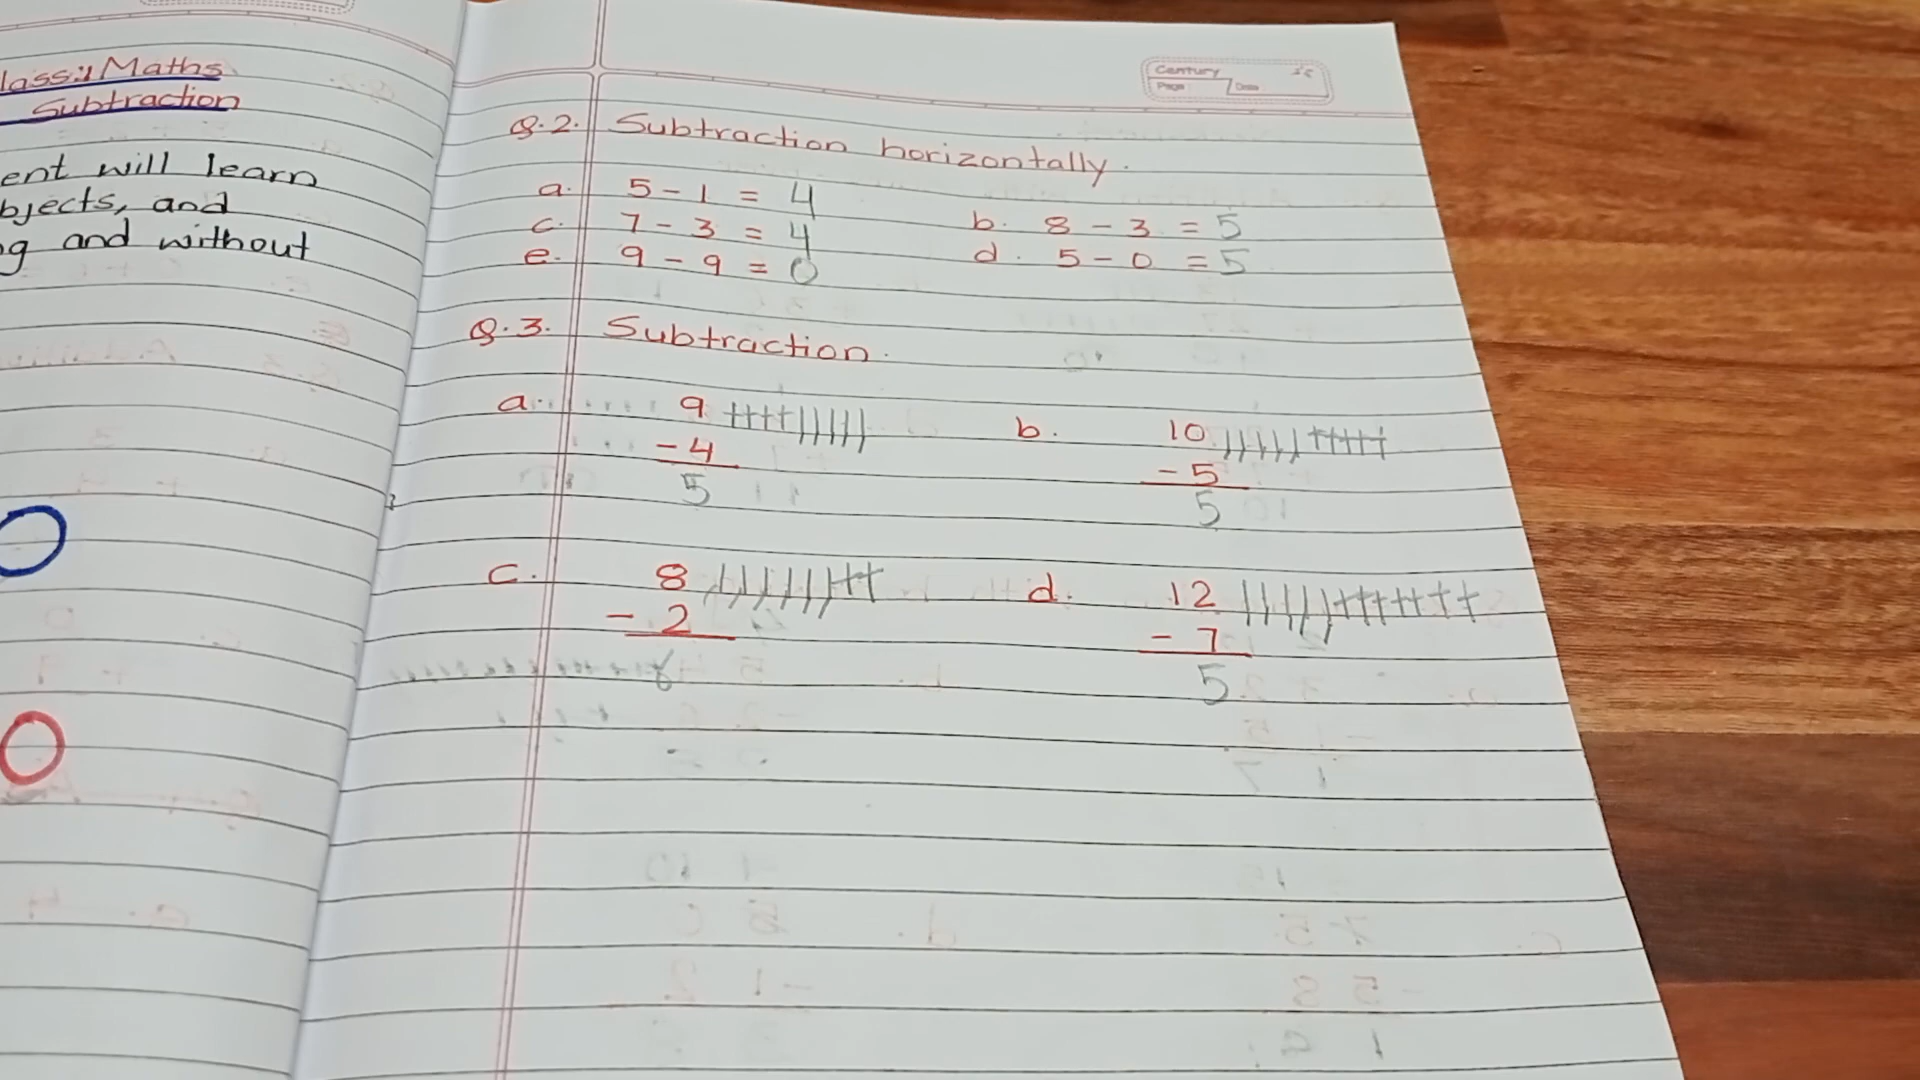 lass:1 Maths
Subtraction
ent will learn
bjects, and
g and without
Century
Page Date
Q.2. Subtraction horizontally.
a. 5 - 1 = 4
b. 8 - 3 = 5
c. 7 - 3 = 4
d. 5 - 0 = 5
e. 9 - 9 = 0
Q.3. Subtraction.
a. 9
- 4
5
b. 10
- 5
5
c. 8
- 2
6
d. 12
- 7
5